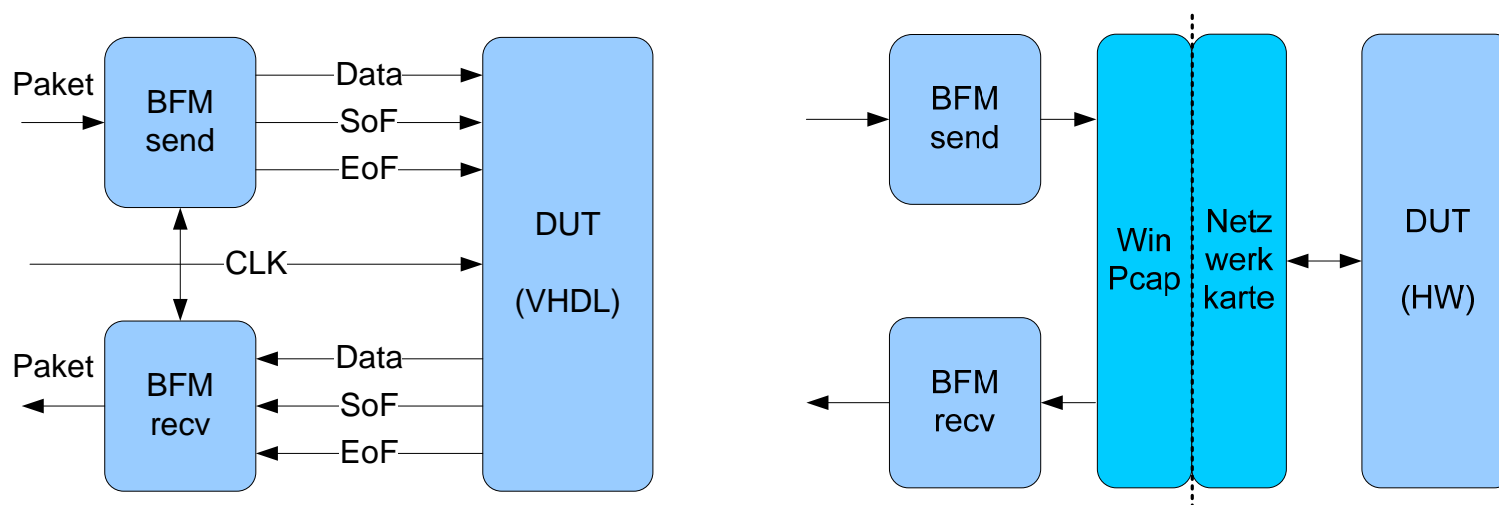 Paket
BFM
send
Data
SoF
EoF
CLK
DUT
(VHDL)
Paket
BFM
recv
Data
SoF
EoF
BFM
send
BFM
recv
Win
Pcap
Netz
werk
karte
DUT
(HW)